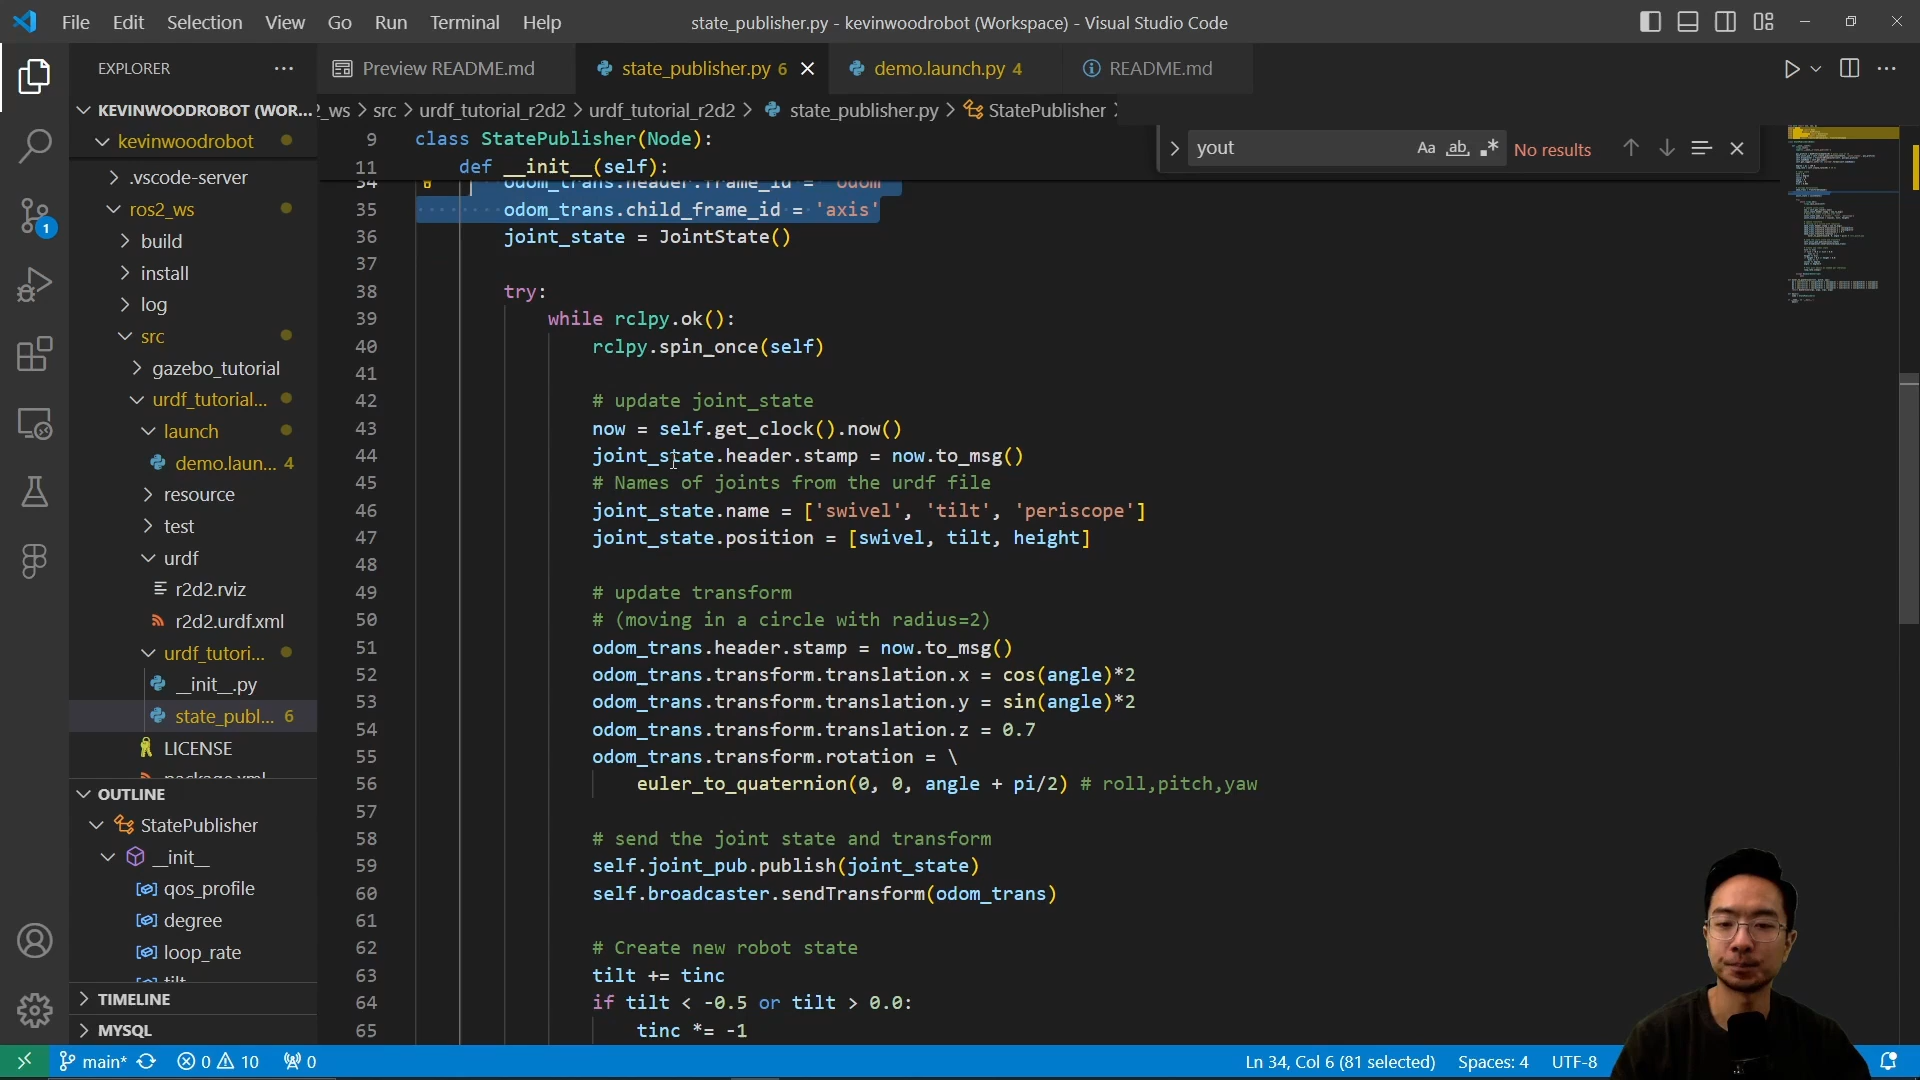 File Edit Selection View Go Run Terminal Help
state_publisher.py - kevinwoodrobot (Workspace) - Visual Studio Code
EXPLORER
Preview README.md
state_publisher.py 6
demo.launch.py 4
README.md
KEVINWOODROBOT (WOR...
2_ws > src > urdf_tutorial_r2d2 > urdf_tutorial_r2d2 > state_publisher.py > StatePublisher >
kevinwoodrobot
.vscode-server
ros2_ws
build
install
log
src
gazebo_tutorial
urdf_tutorial...
launch
demo.laun... 4
resource
test
urdf
r2d2.rviz
r2d2.urdf.xml
urdf_tutori...
__init__.py
state_publ... 6
LICENSE
package.xml
OUTLINE
StatePublisher
__init__
qos_profile
degree
loop_rate
tilt
TIMELINE
MYSQL
1
yout
Aa ab .*
No results
9 class StatePublisher(Node):
11 def __init__(self):
34 odom_trans.header.frame_id = 'odom'
35 odom_trans.child_frame_id = 'axis'
36 joint_state = JointState()
37
38 try:
39 while rclpy.ok():
40 rclpy.spin_once(self)
41
42 # update joint_state
43 now = self.get_clock().now()
44 joint_state.header.stamp = now.to_msg()
45 # Names of joints from the urdf file
46 joint_state.name = ['swivel', 'tilt', 'periscope']
47 joint_state.position = [swivel, tilt, height]
48
49 # update transform
50 # (moving in a circle with radius=2)
51 odom_trans.header.stamp = now.to_msg()
52 odom_trans.transform.translation.x = cos(angle)*2
53 odom_trans.transform.translation.y = sin(angle)*2
54 odom_trans.transform.translation.z = 0.7
55 odom_trans.transform.rotation = \
56 euler_to_quaternion(0, 0, angle + pi/2) # roll,pitch,yaw
57
58 # send the joint state and transform
59 self.joint_pub.publish(joint_state)
60 self.broadcaster.sendTransform(odom_trans)
61
62 # Create new robot state
63 tilt += tinc
64 if tilt < -0.5 or tilt > 0.0:
65 tinc *= -1
main* 0 10 0
Ln 34, Col 6 (81 selected) Spaces: 4 UTF-8